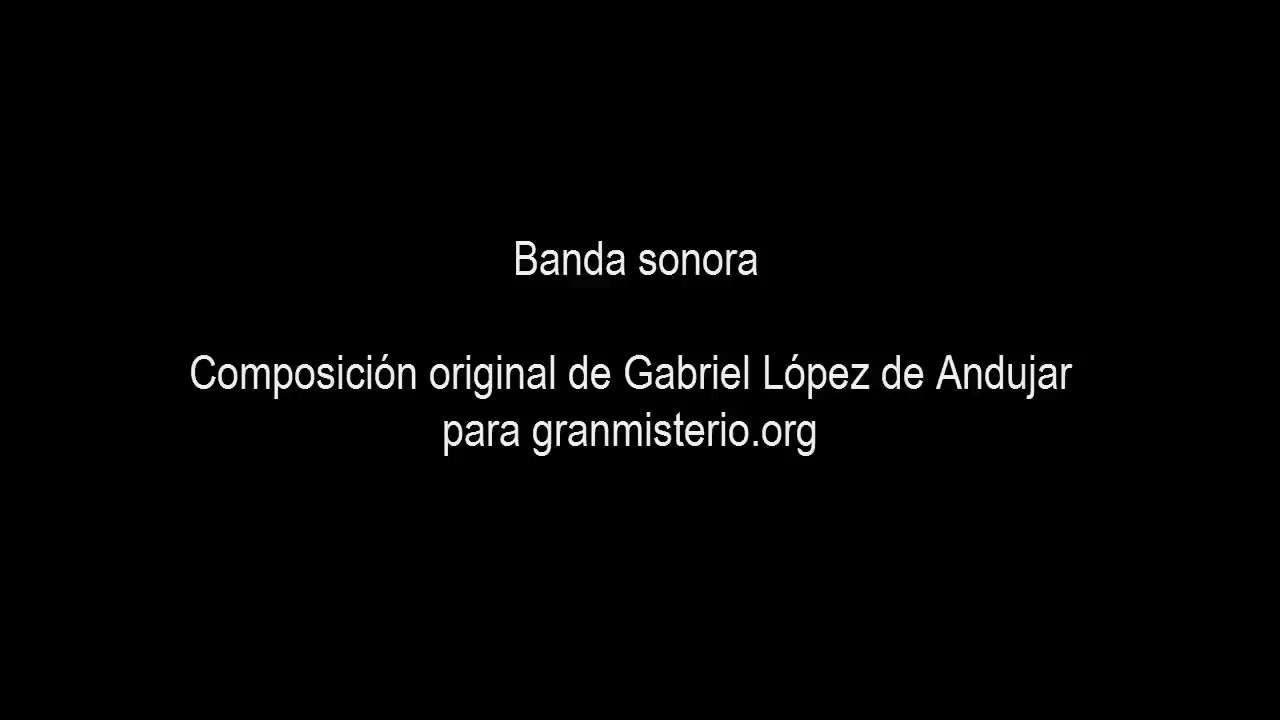 Banda sonora
Composición original de Gabriel López de Andujar
para granmisterio.org